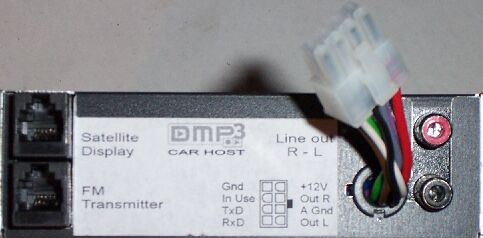 Satellite
Display
DMP3
CAR HOST
Line out
R - L
FM
Transmitter
Gnd +12V
In Use Out R
TxD A Gnd
RxD Out L